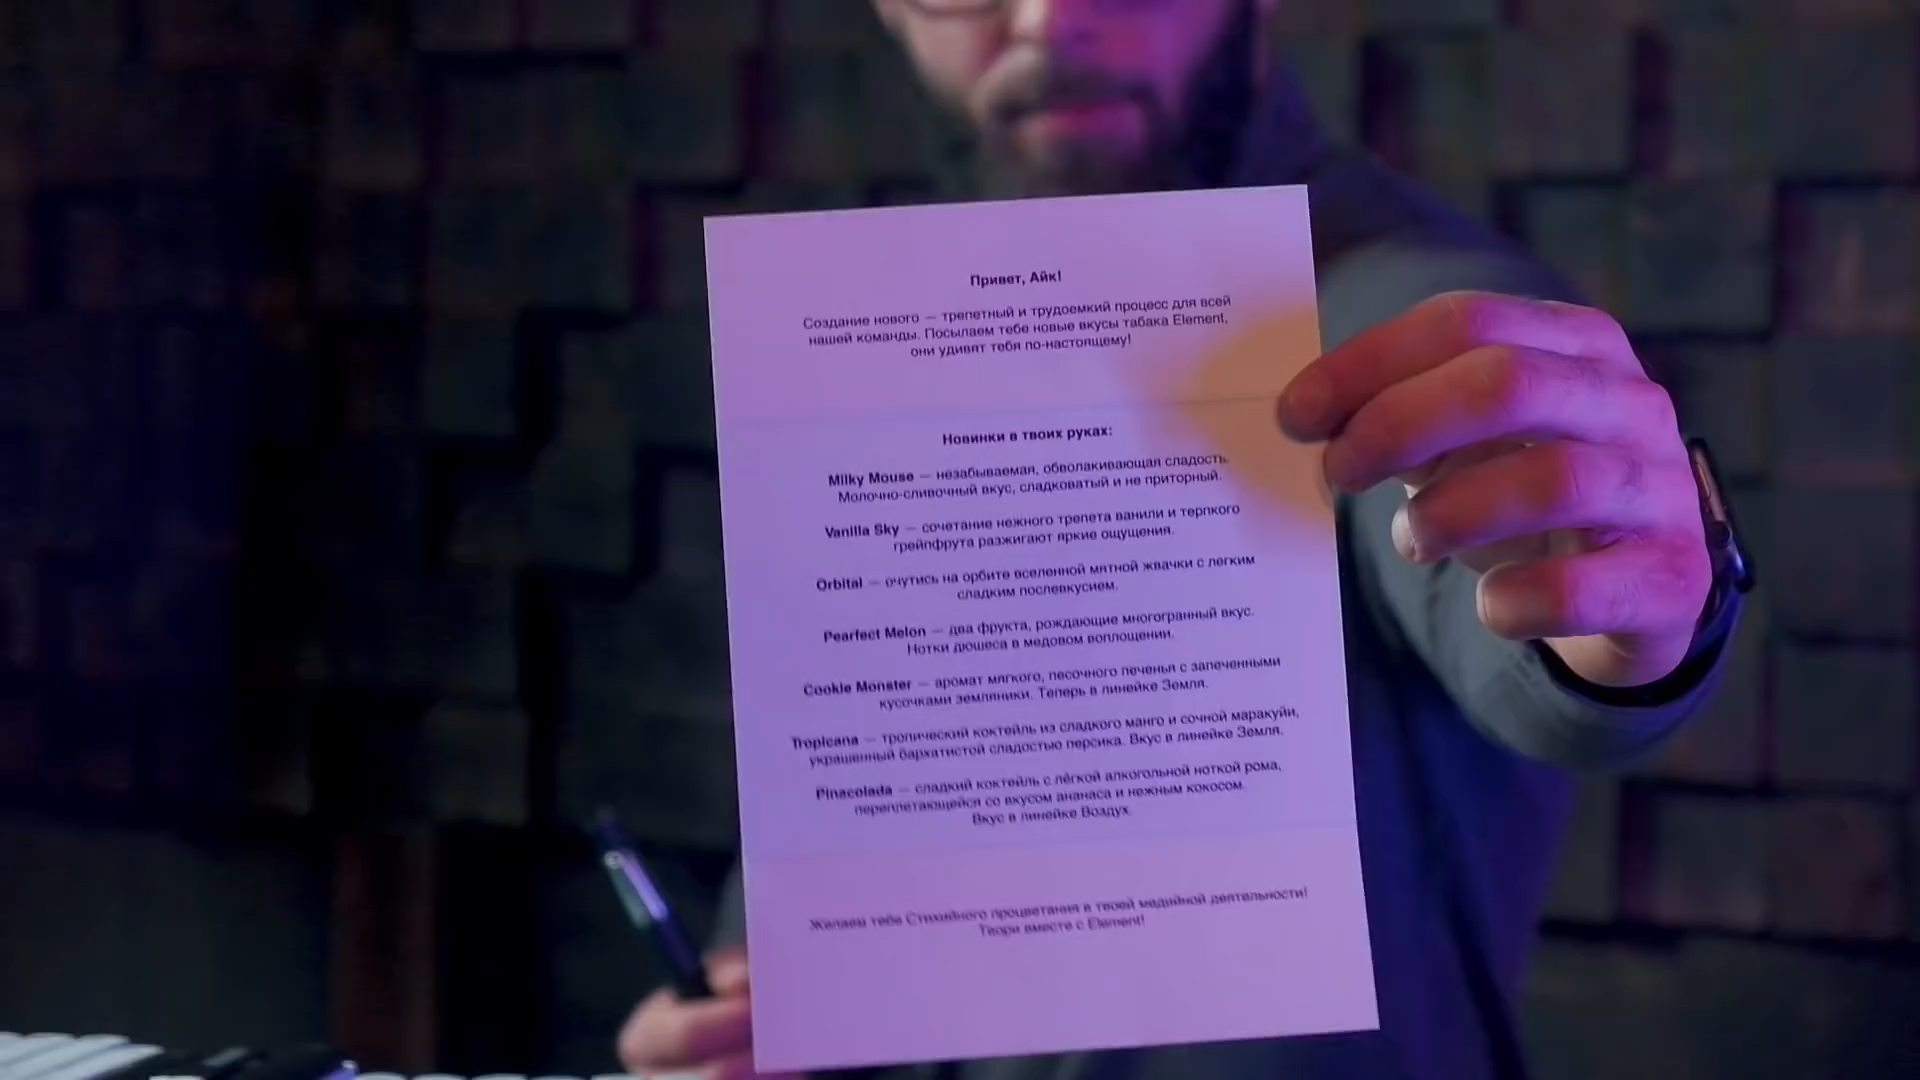 Привет, Айк!
Создание нового — трепетный и трудоемкий процесс для всей
нашей команды. Посылаем тебе новые вкусы табака Element,
они удивят тебя по-настоящему!
Новинки в твоих руках:
Milky Mouse — незабываемая, обволакивающая сладость.
Молочно-сливочный вкус, сладковатый и не приторный.
Vanilla Sky — сочетание нежного трепета ванили и терпкого
грейпфрута разжигают яркие ощущения.
Orbital — очутись на орбите вселенной мятной жвачки с легким
сладким послевкусием.
Pearfect Melon — два фрукта, рождающие многогранный вкус.
Нотки дюшеса в медовом воплощении.
Cookie Monster — аромат мягкого, песочного печенья с запеченными
кусочками земляники. Теперь в линейке Земля.
Tropicana — тропический коктейль из сладкого манго и сочной маракуйи,
украшенный бархатистой сладостью персика. Вкус в линейке Земля.
Pinacolada — сладкий коктейль с лёгкой алкогольной ноткой рома,
переплетающейся со вкусом ананаса и нежным кокосом.
Вкус в линейке Воздух.
Желаем тебе Стихийного процветания в твоей медийной деятельности!
Твори вместе с Element!